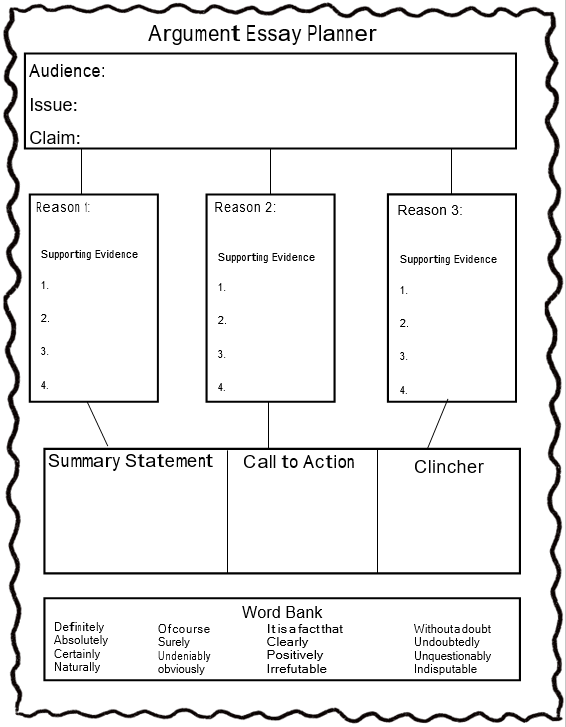 Argument Essay Planner
Audience:
Issue:
Claim:
Reason 1:
Supporting Evidence
1.
2.
3.
4.
Reason 2:
Supporting Evidence
1.
2.
3.
4.
Reason 3:
Supporting Evidence
1.
2.
3.
4.
Summary Statement
Call to Action
Clincher
Word Bank
Definitely
Absolutely
Certainly
Naturally
Of course
Surely
Undeniably
obviously
It is a fact that
Clearly
Positively
Irrefutable
Without a doubt
Undoubtedly
Unquestionably
Indisputable